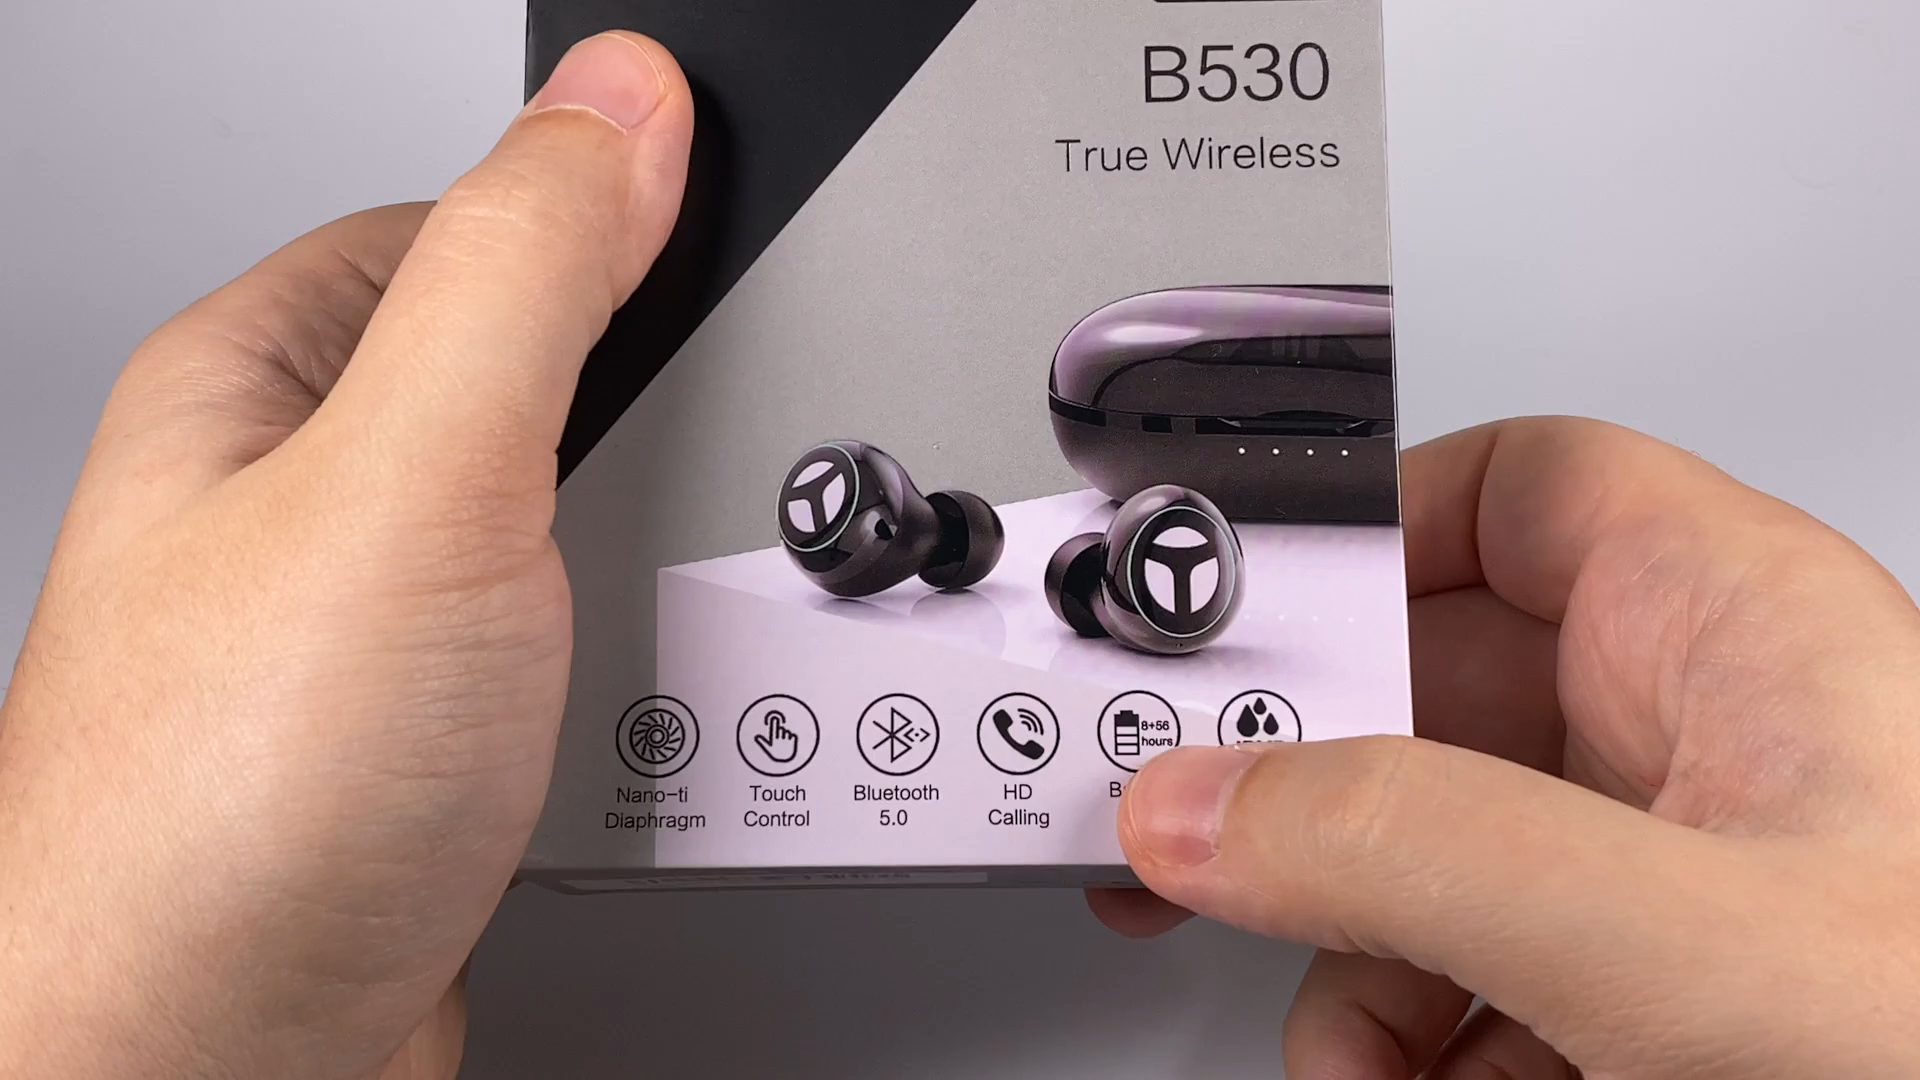 B530
True Wireless
8+56
hours
Nano-ti
Diaphragm
Touch
Control
Bluetooth
5.0
HD
Calling